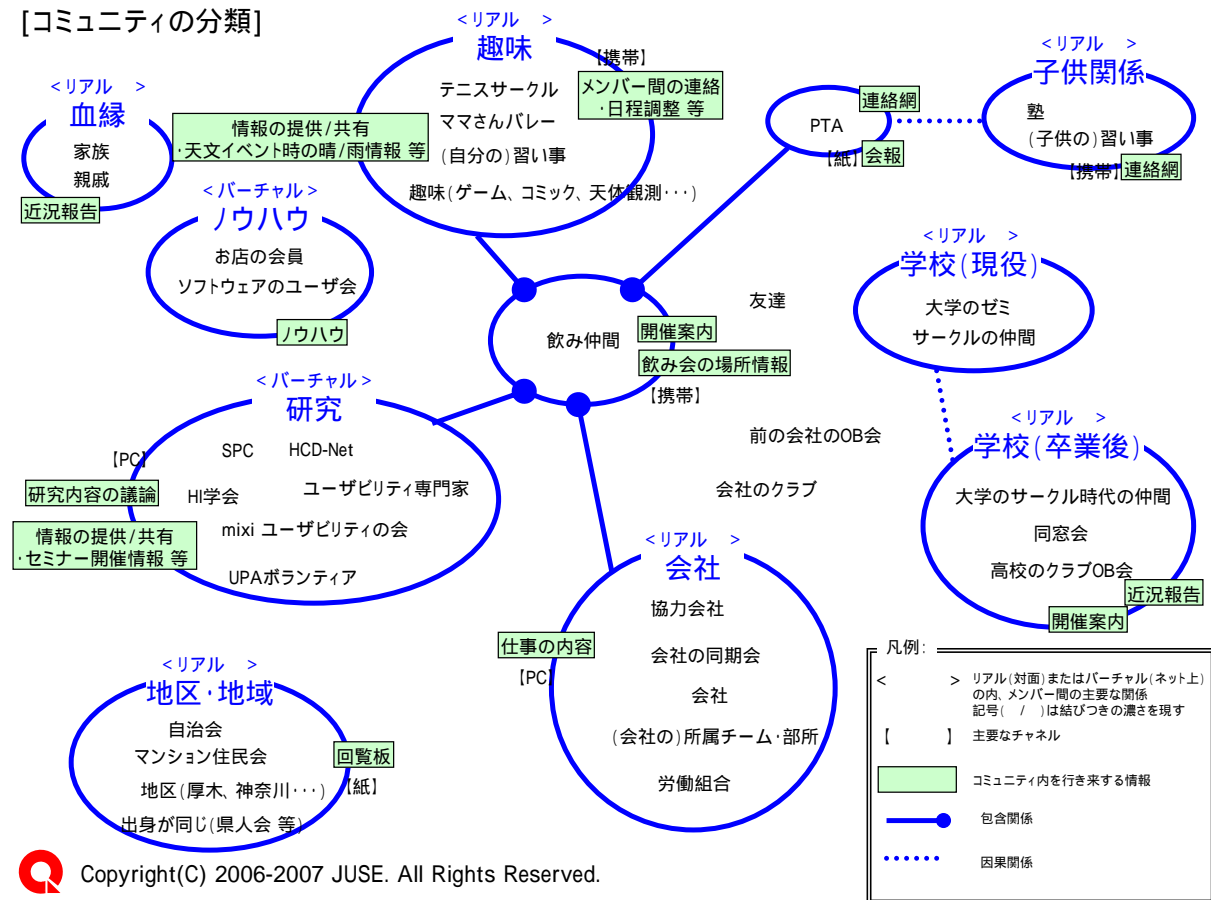 [コミュニティの分類]
<リアル　>
血縁
家族
親戚
近況報告
<リアル　>
趣味
【携帯】
テニスサークル
ママさんバレー
(自分の)習い事
趣味(ゲーム、コミック、天体観測･･･)
メンバー間の連絡
･日程調整 等
情報の提供/共有
･天文イベント時の晴/雨情報 等
PTA
連絡網
【紙】
会報
<リアル　>
子供関係
塾
(子供の)習い事
【携帯】
連絡網
<バーチャル>
ノウハウ
お店の会員
ソフトウェアのユーザ会
ノウハウ
飲み仲間
開催案内
飲み会の場所情報
【携帯】
友達
<リアル　>
学校(現役)
大学のゼミ
サークルの仲間
<バーチャル>
研究
【PC】
SPC
HCD-Net
HI学会
ユーザビリティ専門家
mixi ユーザビリティの会
UPAボランティア
研究内容の議論
情報の提供/共有
･セミナー開催情報 等
前の会社のOB会
会社のクラブ
<リアル　>
学校(卒業後)
大学のサークル時代の仲間
同窓会
高校のクラブOB会
近況報告
開催案内
<リアル　>
会社
協力会社
会社の同期会
会社
(会社の)所属チーム･部所
労働組合
仕事の内容
【PC】
<リアル　>
地区･地域
自治会
マンション住民会
地区(厚木、神奈川･･･)
出身が同じ(県人会 等)
回覧板
【紙】
凡例:
<　　> リアル(対面)またはバーチャル(ネット上)
の内、メンバー間の主要な関係
記号(　/　)は結びつきの濃さを現す
【　　】 主要なチャネル
コミュニティ内を行き来する情報
包含関係
因果関係
Copyright(C) 2006-2007 JUSE. All Rights Reserved.